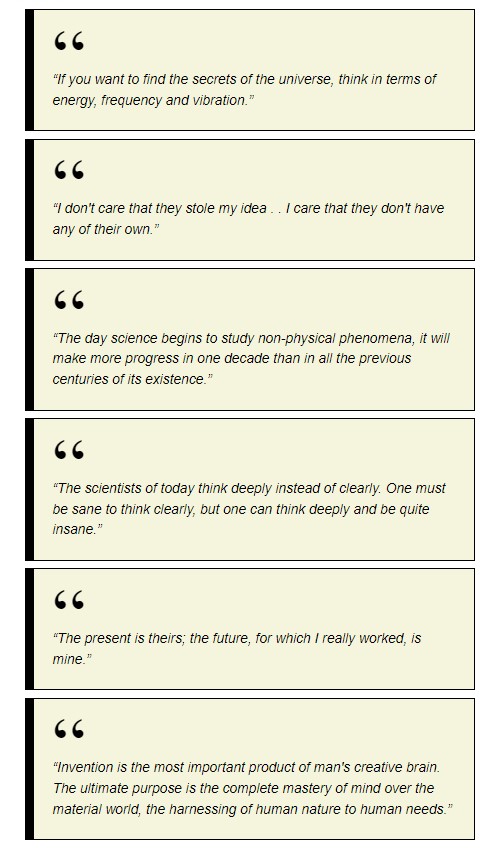 “
“If you want to find the secrets of the universe, think in terms of
energy, frequency and vibration.”
“
“I don't care that they stole my idea . . I care that they don't have
any of their own.”
“
“The day science begins to study non-physical phenomena, it will
make more progress in one decade than in all the previous
centuries of its existence.”
“
“The scientists of today think deeply instead of clearly. One must
be sane to think clearly, but one can think deeply and be quite
insane.”
“
“The present is theirs; the future, for which I really worked, is
mine.”
“
“Invention is the most important product of man's creative brain.
The ultimate purpose is the complete mastery of mind over the
material world, the harnessing of human nature to human needs.”